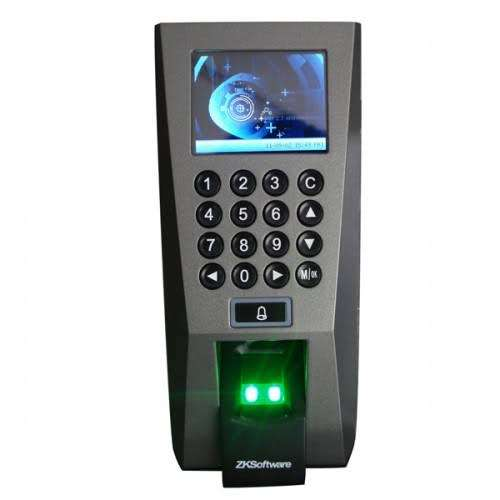 1 2 3 C
4 5 6 ▲
7 8 9 ▼
◄ 0 ► M/OK
ZKSoftware